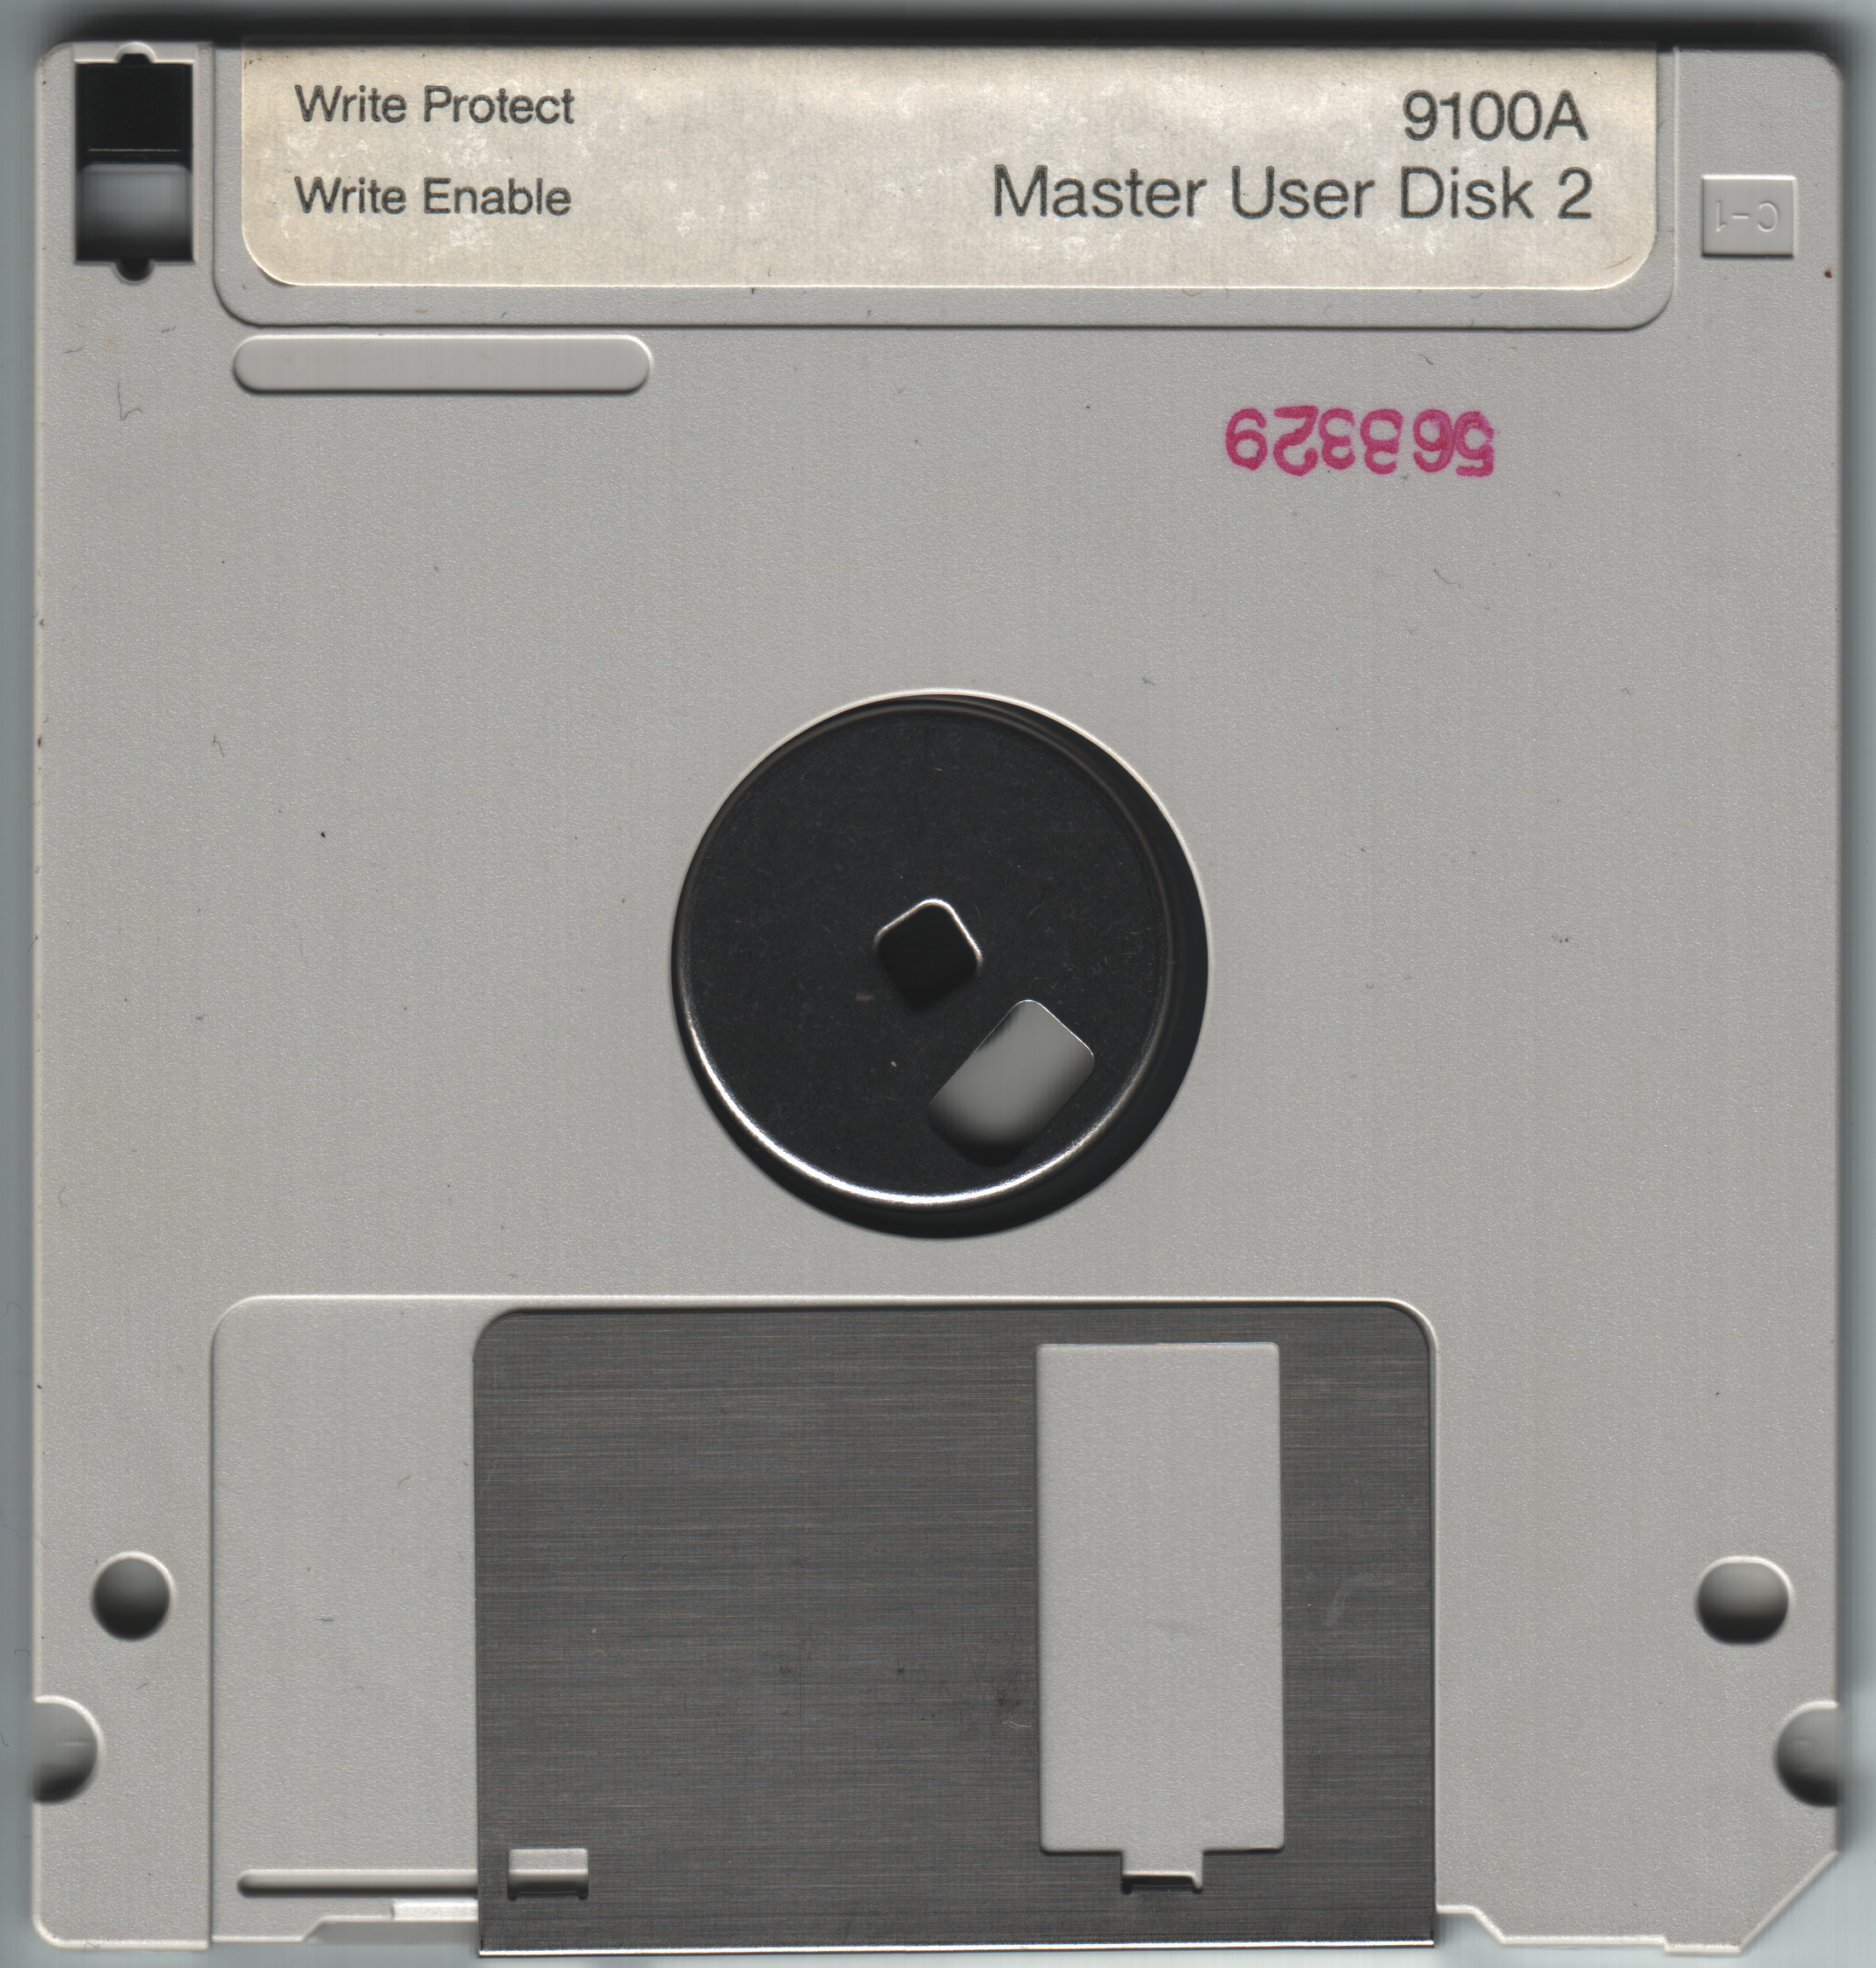 Write Protect
9100A
Write Enable
Master User Disk 2
C-1
568329